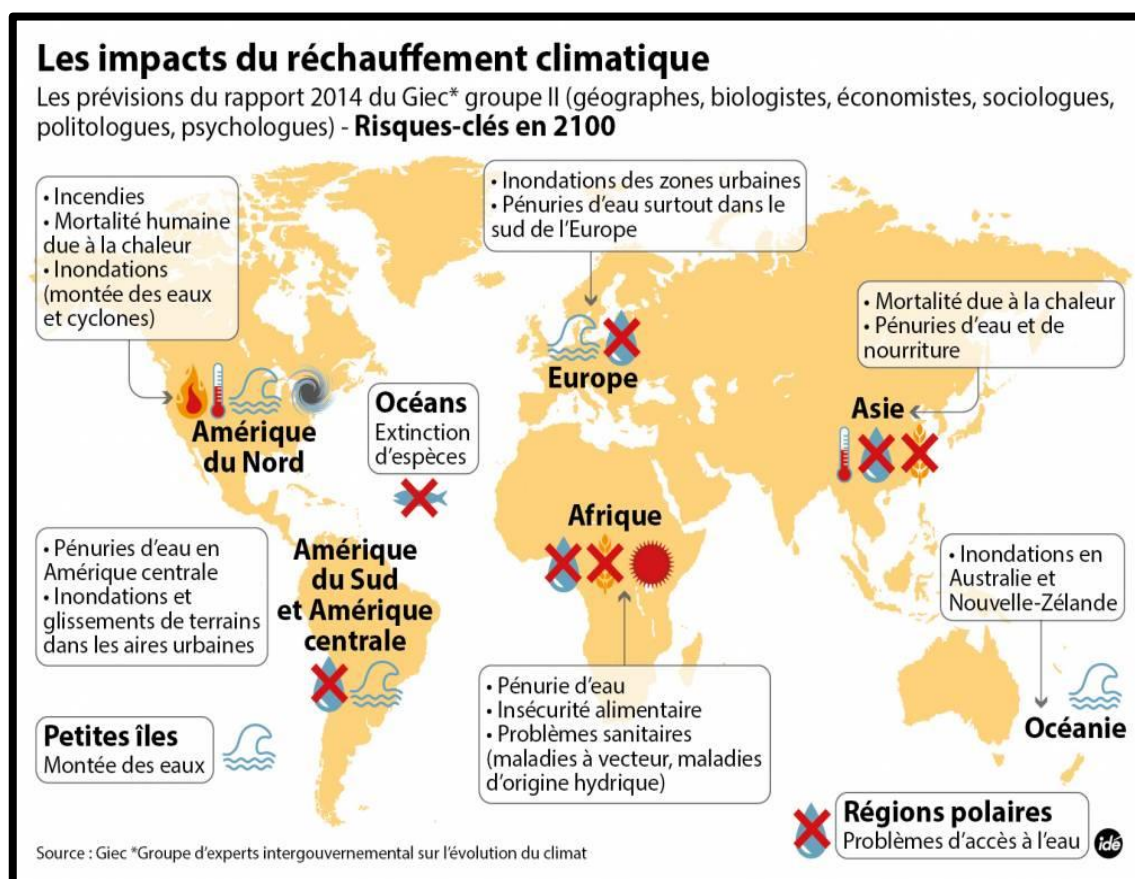 Les impacts du réchauffement climatique
Les prévisions du rapport 2014 du Giec* groupe II (géographes, biologistes, économistes, sociologues,
politologues, psychologues) - Risques-clés en 2100
• Incendies
• Mortalité humaine
due à la chaleur
• Inondations
(montée des eaux
et cyclones)
Amérique
du Nord
• Inondations des zones urbaines
• Pénuries d'eau surtout dans le
sud de l'Europe
Europe
• Mortalité due à la chaleur
• Pénuries d'eau et de
nourriture
Asie
Océans
Extinction
d'espèces
Afrique
• Pénuries d'eau en
Amérique centrale
• Inondations et
glissements de terrains
dans les aires urbaines
Amérique
du Sud
et Amérique
centrale
• Inondations en
Australie et
Nouvelle-Zélande
Océanie
• Pénurie d'eau
• Insécurité alimentaire
• Problèmes sanitaires
(maladies à vecteur, maladies
d'origine hydrique)
Petites îles
Montée des eaux
Régions polaires
Problèmes d'accès à l'eau
idé
Source : Giec *Groupe d'experts intergouvernemental sur l'évolution du climat